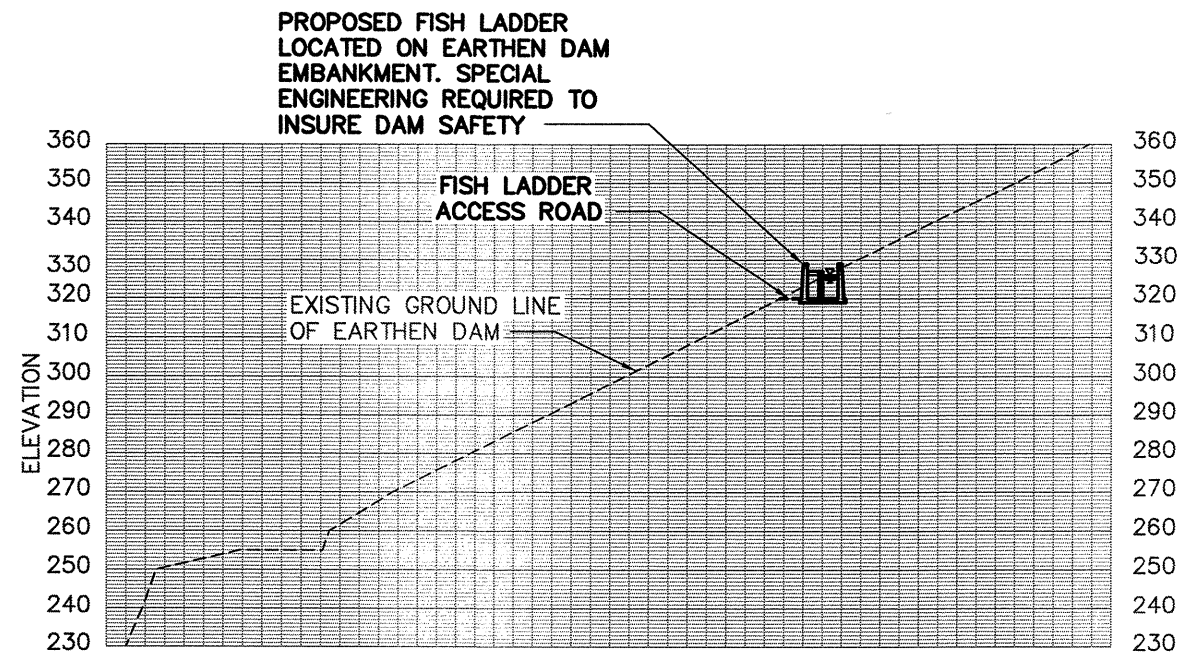 PROPOSED FISH LADDER
LOCATED ON EARTHEN DAM
EMBANKMENT. SPECIAL
ENGINEERING REQUIRED TO
INSURE DAM SAFETY
FISH LADDER
ACCESS ROAD
EXISTING GROUND LINE
OF EARTHEN DAM
ELEVATION
360
350
340
330
320
310
300
290
280
270
260
250
240
230
360
350
340
330
320
310
300
290
280
270
260
250
240
230